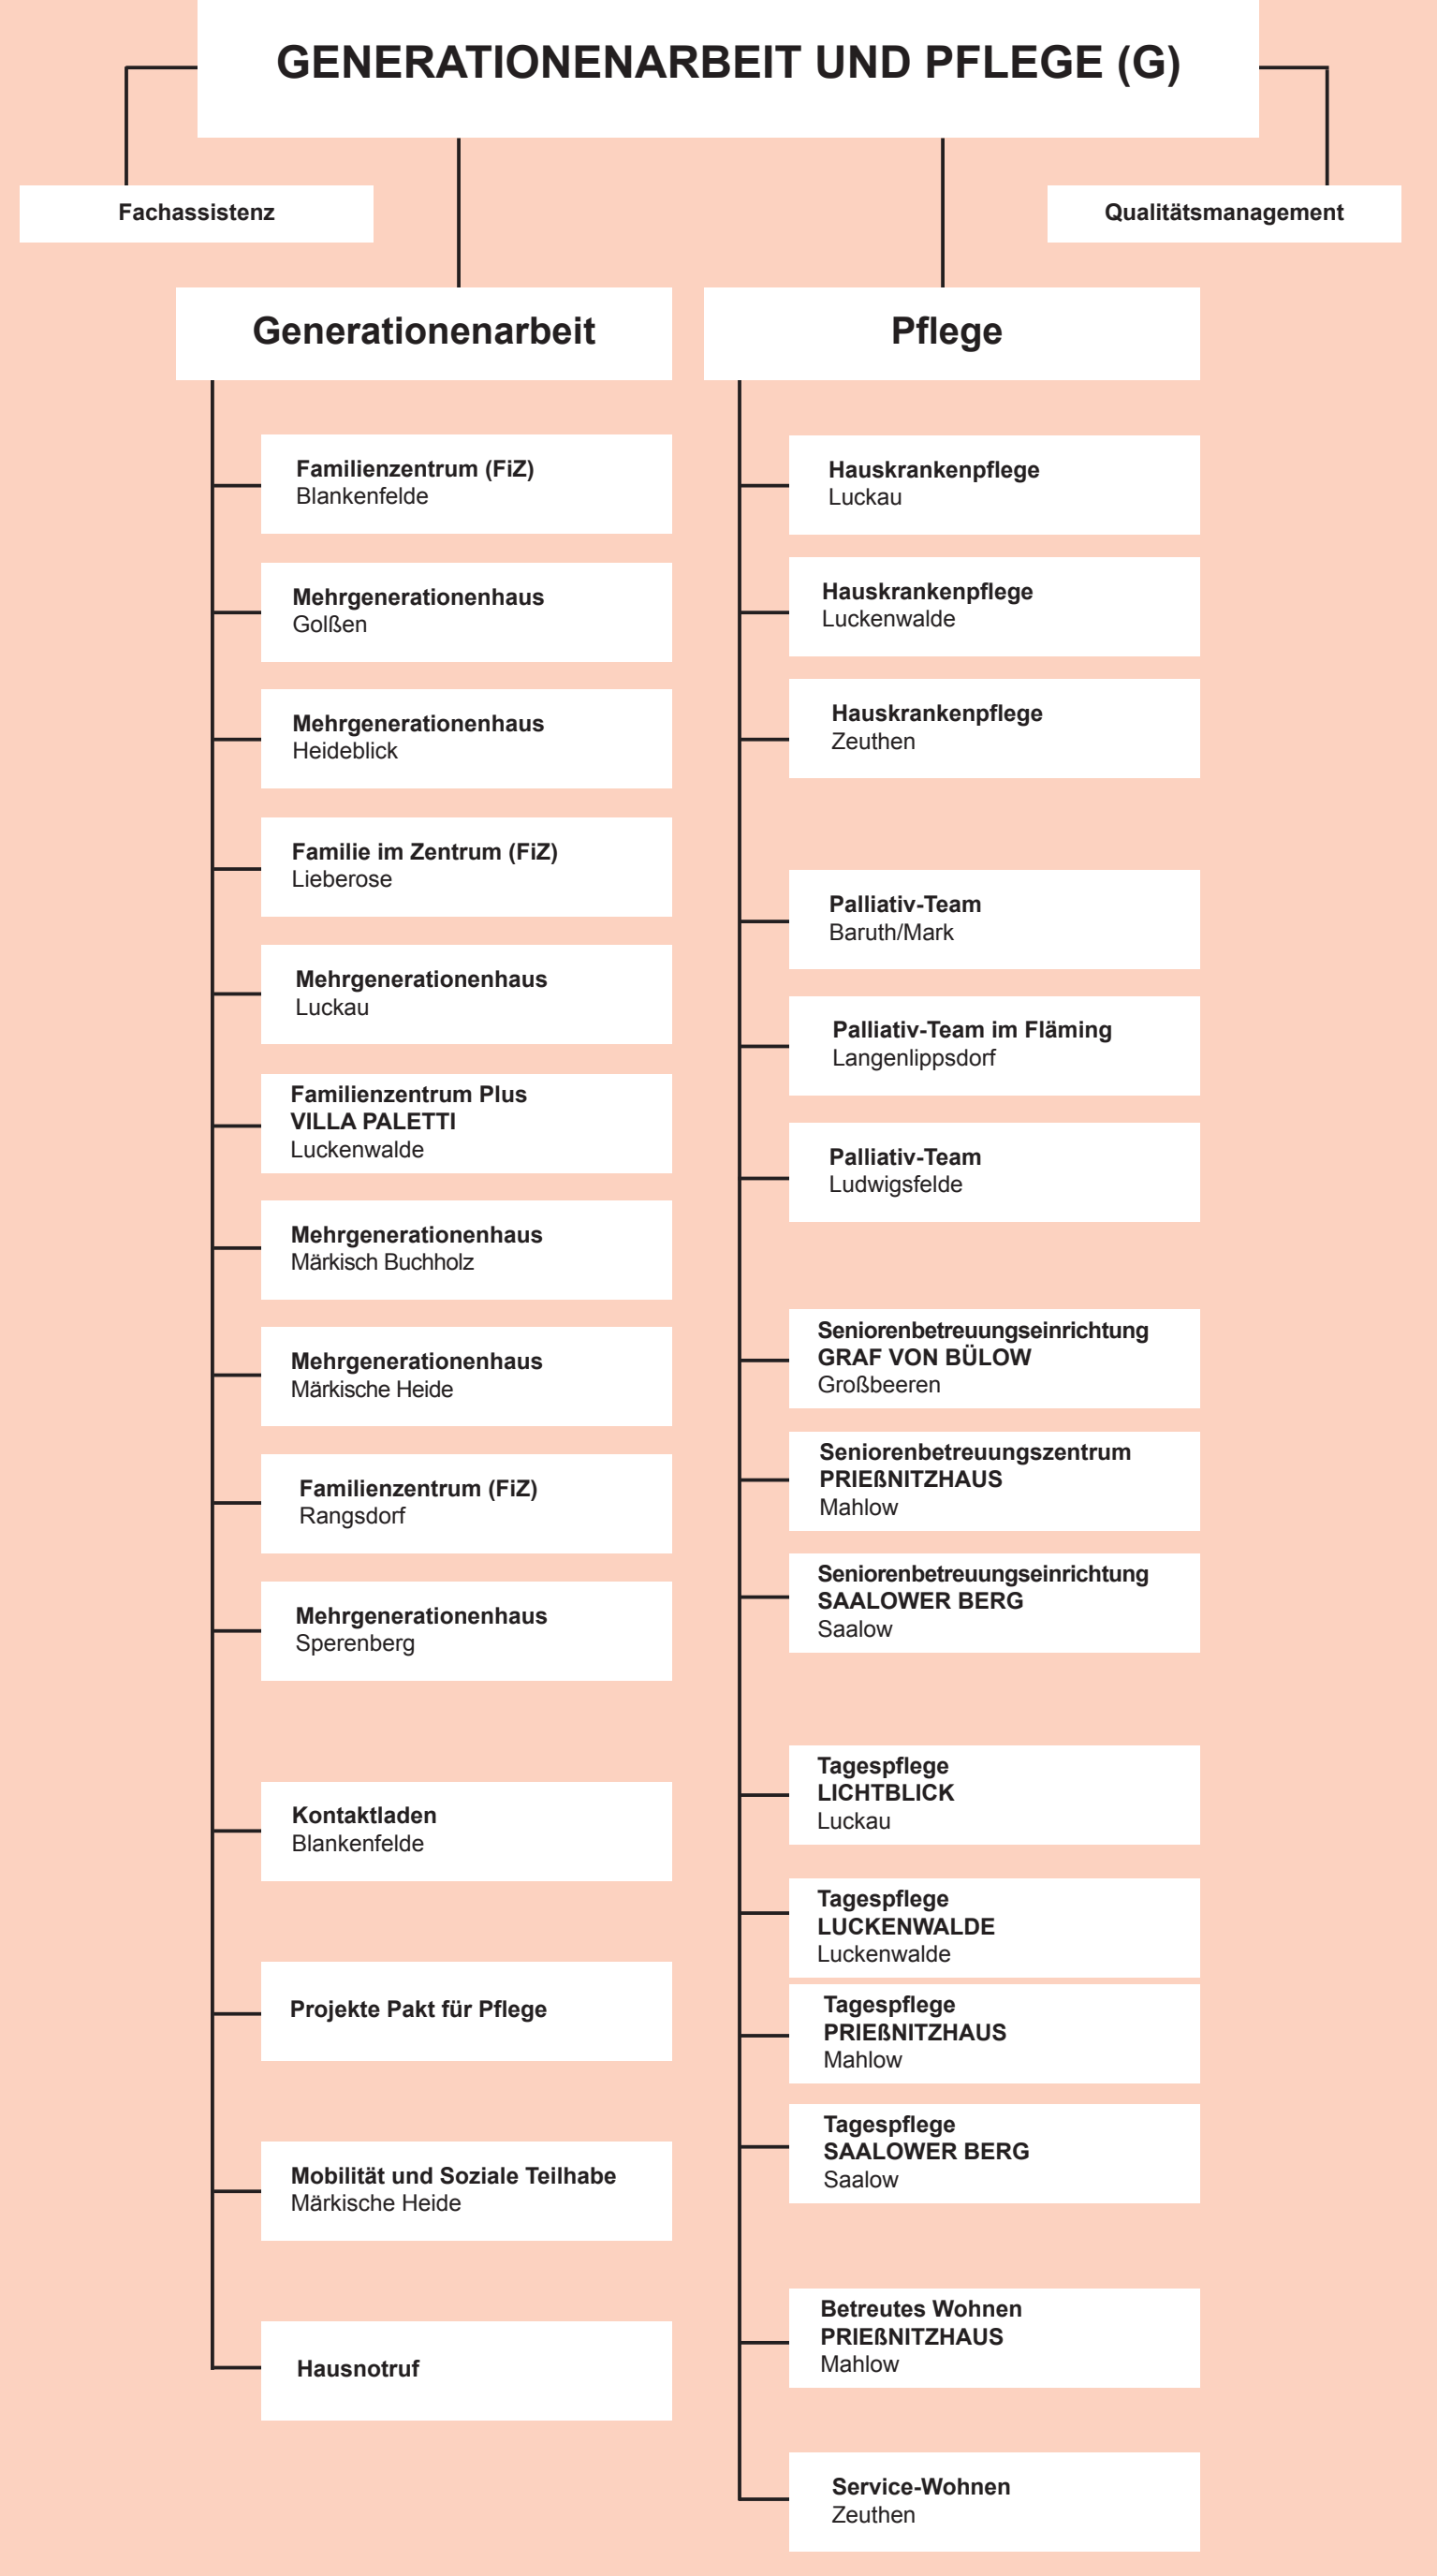 GENERATIONENARBEIT UND PFLEGE (G)
Fachassistenz
Qualitätsmanagement
Generationenarbeit
Familienzentrum (FiZ)
Blankenfelde
Mehrgenerationenhaus
Golßen
Mehrgenerationenhaus
Heideblick
Familie im Zentrum (FiZ)
Lieberose
Mehrgenerationenhaus
Luckau
Familienzentrum Plus
VILLA PALETTI
Luckenwalde
Mehrgenerationenhaus
Märkisch Buchholz
Mehrgenerationenhaus
Märkische Heide
Familienzentrum (FiZ)
Rangsdorf
Mehrgenerationenhaus
Sperenberg
Kontaktladen
Blankenfelde
Projekte Pakt für Pflege
Mobilität und Soziale Teilhabe
Märkische Heide
Hausnotruf
Pflege
Hauskrankenpflege
Luckau
Hauskrankenpflege
Luckenwalde
Hauskrankenpflege
Zeuthen
Palliativ-Team
Baruth/Mark
Palliativ-Team im Fläming
Langenlippsdorf
Palliativ-Team
Ludwigsfelde
Seniorenbetreuungseinrichtung
GRAF VON BÜLOW
Großbeeren
Seniorenbetreuungszentrum
PRIEßNITZHAUS
Mahlow
Seniorenbetreuungseinrichtung
SAALOWER BERG
Saalow
Tagespflege
LICHTBLICK
Luckau
Tagespflege
LUCKENWALDE
Luckenwalde
Tagespflege
PRIEßNITZHAUS
Mahlow
Tagespflege
SAALOWER BERG
Saalow
Betreutes Wohnen
PRIEßNITZHAUS
Mahlow
Service-Wohnen
Zeuthen